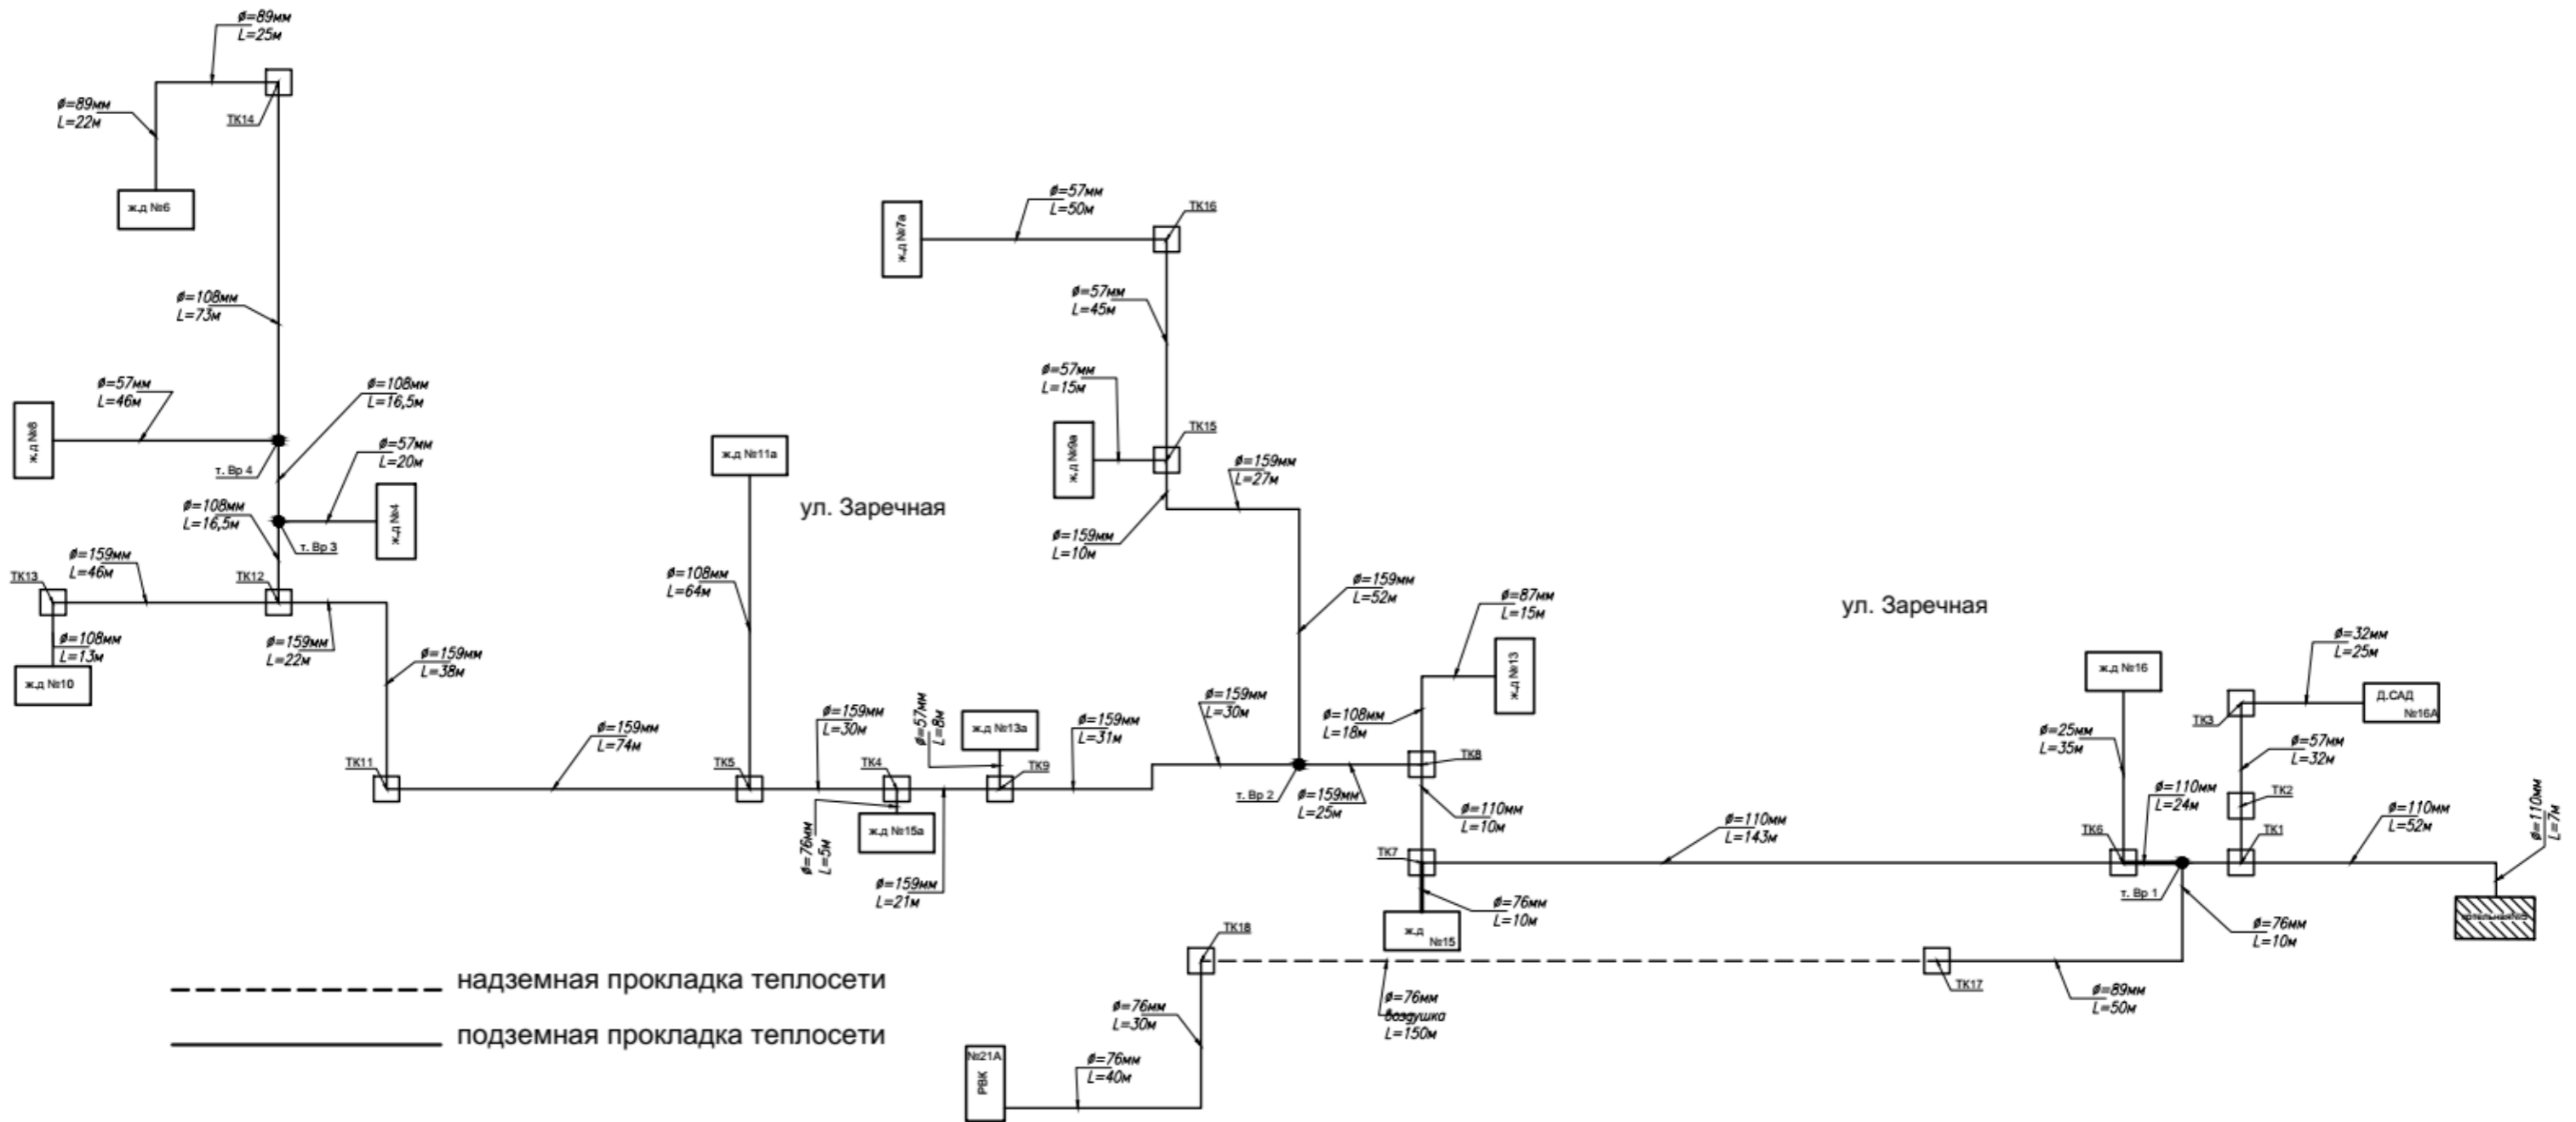 ø=89мм
L=25м
ø=89мм
L=22м
ТК14
ж.д №6
ø=108мм
L=73м
ø=57мм
L=46м
ж.д №8
т. Вр 4
ø=108мм
L=16,5м
ø=57мм
L=20м
ж.д №4
ø=108мм
L=16,5м
т. Вр 3
ТК13
ø=159мм
L=46м
ТК12
ø=108мм
L=13м
ж.д №10
ø=159мм
L=22м
ø=159мм
L=38м
ТК11
ø=159мм
L=74м
ж.д №11а
ул. Заречная
ø=108мм
L=64м
ТК5
ø=159мм
L=30м
ТК4
ж.д №15а
ø=76мм
L=5м
ø=57мм
L=8м
ж.д №13а
ТК9
ø=159мм
L=21м
ø=159мм
L=31м
ж.д №7а
ø=57мм
L=50м
ТК16
ø=57мм
L=45м
ø=57мм
L=15м
ж.д №9а
ТК15
ø=159мм
L=27м
ø=159мм
L=10м
ø=159мм
L=52м
ø=159мм
L=30м
т. Вр 2
ø=159мм
L=25м
ø=87мм
L=15м
ж.д №13
ø=108мм
L=18м
ТК8
ø=110мм
L=10м
ТК7
ø=76мм
L=10м
ж.д
№15
ø=110мм
L=143м
ул. Заречная
ж.д №16
ø=25мм
L=35м
ТК6
ø=110мм
L=24м
т. Вр 1
ø=32мм
L=25м
Д.САД
№16А
ТК3
ø=57мм
L=32м
ТК2
ТК1
ø=110мм
L=52м
ø=110мм
L=7м
котельная№5
ø=76мм
L=10м
ø=89мм
L=50м
ТК17
ø=76мм
воздушка
L=150м
ТК18
ø=76мм
L=30м
ø=76мм
L=40м
№21А
РВК
надземная прокладка теплосети
подземная прокладка теплосети